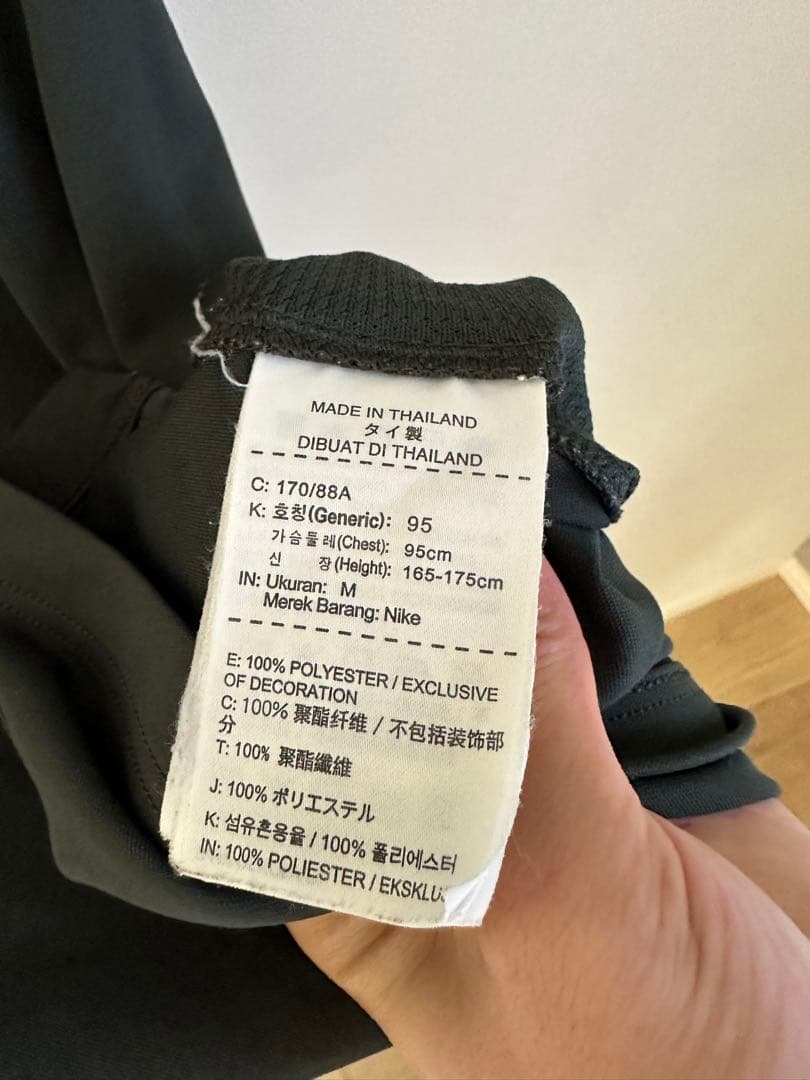 MADE IN THAILAND
タイ製
DIBUAT DI THAILAND
C: 170/88A
K: 호칭(Generic): 95
가슴둘레(Chest): 95cm
신 장(Height): 165-175cm
IN: Ukuran: M
Merek Barang: Nike
E: 100% POLYESTER / EXCLUSIVE
OF DECORATION
C: 100% 聚酯纤维 / 不包括装饰部
分
T: 100% 聚酯纖維
J: 100% ポリエステル
K: 섬유혼용율 / 100% 폴리에스터
IN: 100% POLIESTER /